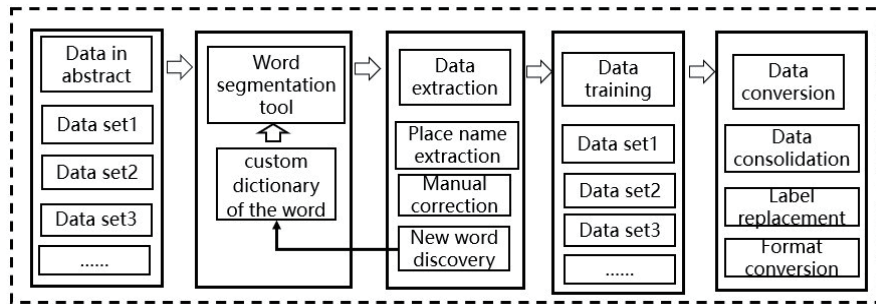 Data in
abstract
Data set1
Data set2
Data set3
......
Word
segmentation
tool
custom
dictionary
of the word
Data
extraction
Place name
extraction
Manual
correction
New word
discovery
Data
training
Data set1
Data set2
Data set3
......
Data
conversion
Data
consolidation
Label
replacement
Format
conversion